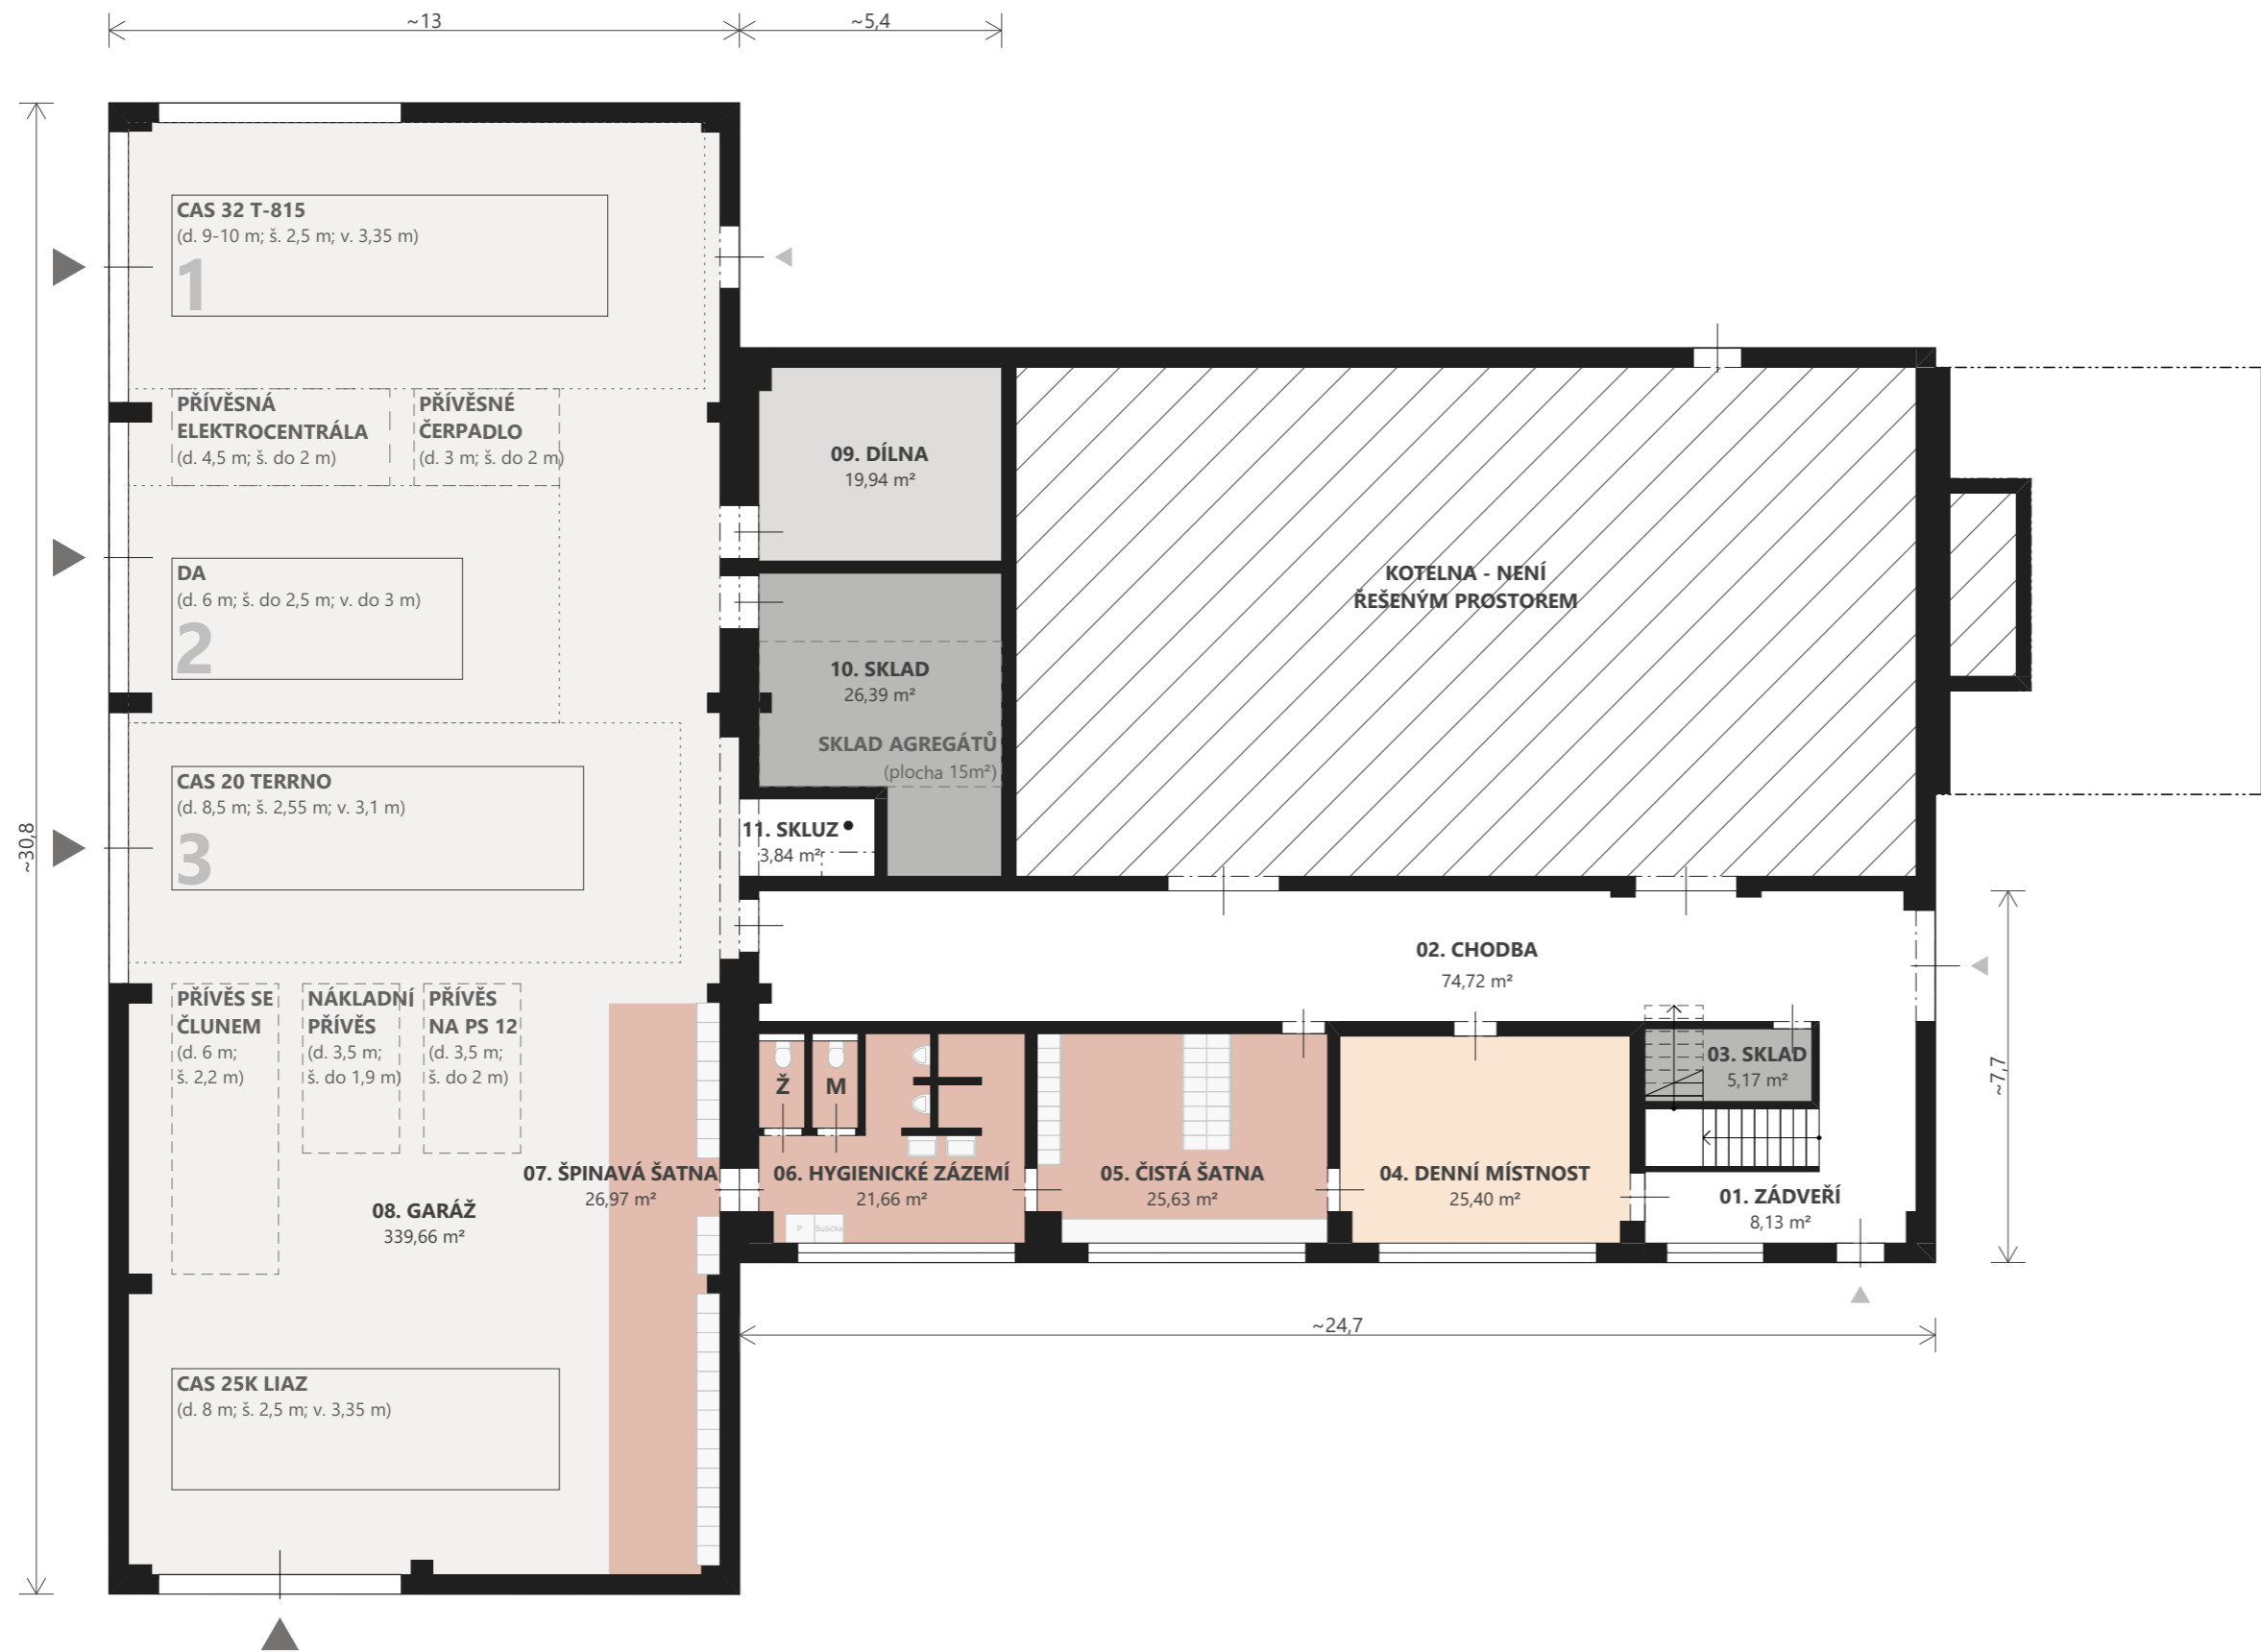 ~13
~5,4
~30,8
CAS 32 T-815
(d. 9-10 m; š. 2,5 m; v. 3,35 m)
1
PŘÍVĚSNÁ
ELEKTROCENTRÁLA
(d. 4,5 m; š. do 2 m)
PŘÍVĚSNÉ
ČERPADLO
(d. 3 m; š. do 2 m)
DA
(d. 6 m; š. do 2,5 m; v. do 3 m)
2
CAS 20 TERRNO
(d. 8,5 m; š. 2,55 m; v. 3,1 m)
3
PŘÍVĚS SE
ČLUNEM
(d. 6 m;
š. 2,2 m)
NÁKLADNÍ
PŘÍVĚS
(d. 3,5 m;
š. do 1,9 m)
PŘÍVĚS
NA PS 12
(d. 3,5 m;
š. do 2 m)
08. GARÁŽ
339,66 m²
07. ŠPINAVÁ ŠATNA
26,97 m²
CAS 25K LIAZ
(d. 8 m; š. 2,5 m; v. 3,35 m)
09. DÍLNA
19,94 m²
10. SKLAD
26,39 m²
SKLAD AGREGÁTŮ
(plocha 15m²)
11. SKLUZ
3,84 m²
KOTELNA - NENÍ
ŘEŠENÝM PROSTOREM
02. CHODBA
74,72 m²
03. SKLAD
5,17 m²
Ž
M
06. HYGIENICKÉ ZÁZEMÍ
21,66 m²
P
Sušička
05. ČISTÁ ŠATNA
25,63 m²
04. DENNÍ MÍSTNOST
25,40 m²
01. ZÁDVEŘÍ
8,13 m²
~7,7
~24,7